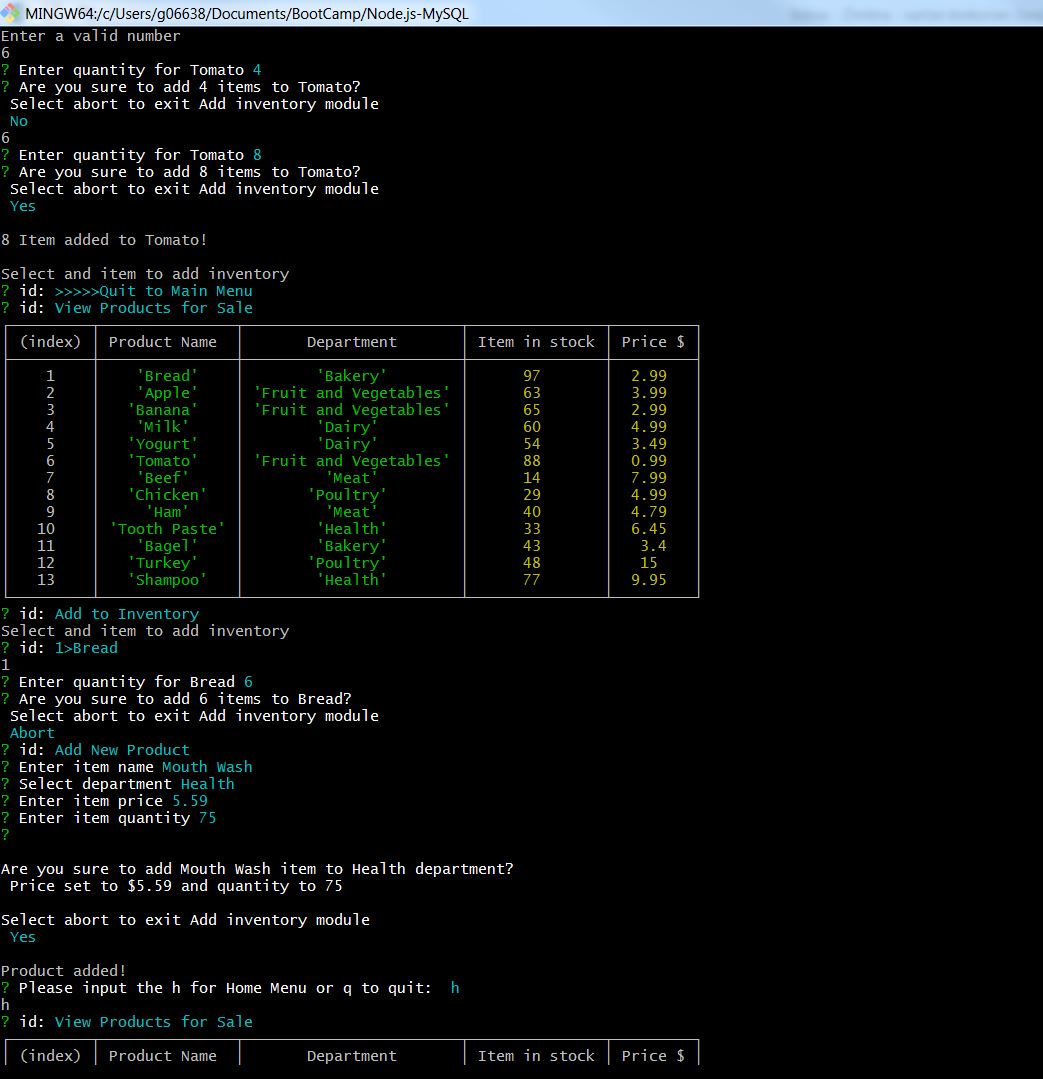 MINGW64:/c/Users/g06638/Documents/BootCamp/Node.js-MySQL
Enter a valid number
6
? Enter quantity for Tomato 4
? Are you sure to add 4 items to Tomato?
Select abort to exit Add inventory module
No
6
? Enter quantity for Tomato 8
? Are you sure to add 8 items to Tomato?
Select abort to exit Add inventory module
Yes
8 Item added to Tomato!
Select and item to add inventory
? id: >>>>>Quit to Main Menu
? id: View Products for Sale
(index) Product Name Department Item in stock Price $
1 'Bread' 'Bakery' 97 2.99
2 'Apple' 'Fruit and Vegetables' 63 3.99
3 'Banana' 'Fruit and Vegetables' 65 2.99
4 'Milk' 'Dairy' 60 4.99
5 'Yogurt' 'Dairy' 54 3.49
6 'Tomato' 'Fruit and Vegetables' 88 0.99
7 'Beef' 'Meat' 14 7.99
8 'Chicken' 'Poultry' 29 4.99
9 'Ham' 'Meat' 40 4.79
10 'Tooth Paste' 'Health' 33 6.45
11 'Bagel' 'Bakery' 43 3.4
12 'Turkey' 'Poultry' 48 15
13 'Shampoo' 'Health' 77 9.95
? id: Add to Inventory
Select and item to add inventory
? id: 1>Bread
1
? Enter quantity for Bread 6
? Are you sure to add 6 items to Bread?
Select abort to exit Add inventory module
Abort
? id: Add New Product
? Enter item name Mouth Wash
? Select department Health
? Enter item price 5.59
? Enter item quantity 75
?
Are you sure to add Mouth Wash item to Health department?
Price set to $5.59 and quantity to 75
Select abort to exit Add inventory module
Yes
Product added!
? Please input the h for Home Menu or q to quit: h
h
? id: View Products for Sale
(index) Product Name Department Item in stock Price $